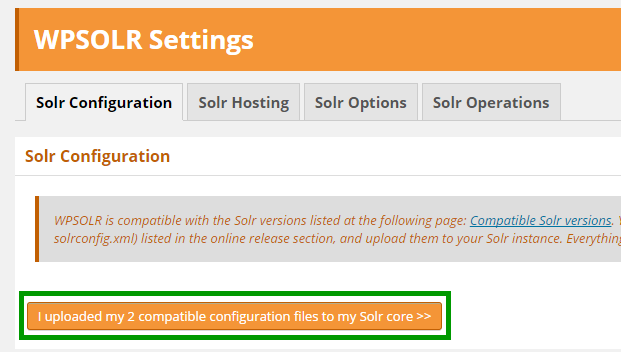 WPSOLR Settings
Solr Configuration Solr Hosting Solr Options Solr Operations
Solr Configuration
WPSOLR is compatible with the Solr versions listed at the following page: Compatible Solr versions.
solrconfig.xml) listed in the online release section, and upload them to your Solr instance. Everything
I uploaded my 2 compatible configuration files to my Solr core >>